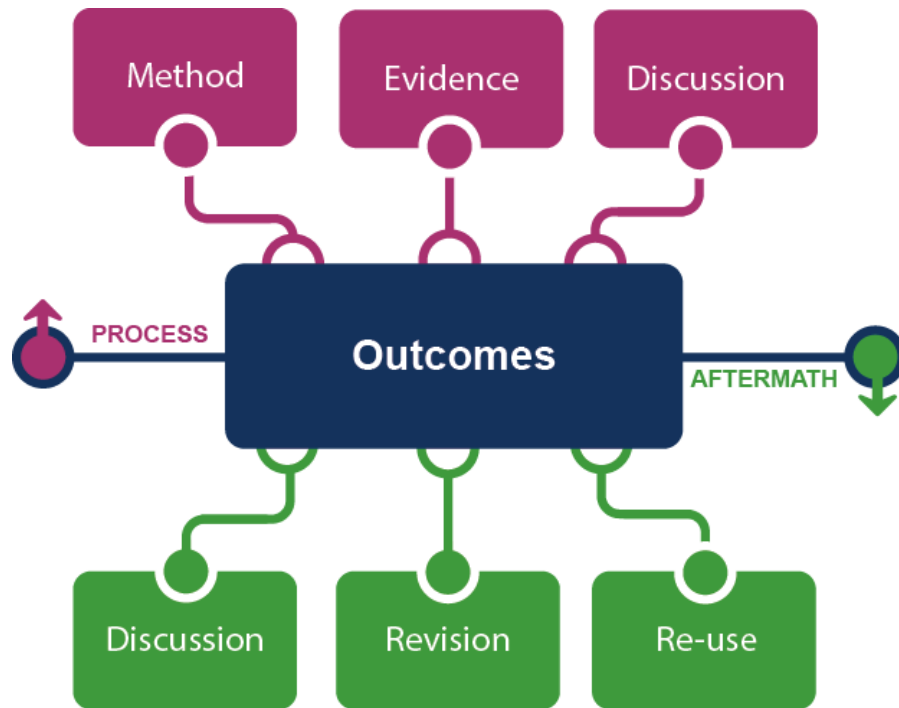 Method
Evidence
Discussion
PROCESS
Outcomes
AFTERMATH
Discussion
Revision
Re-use